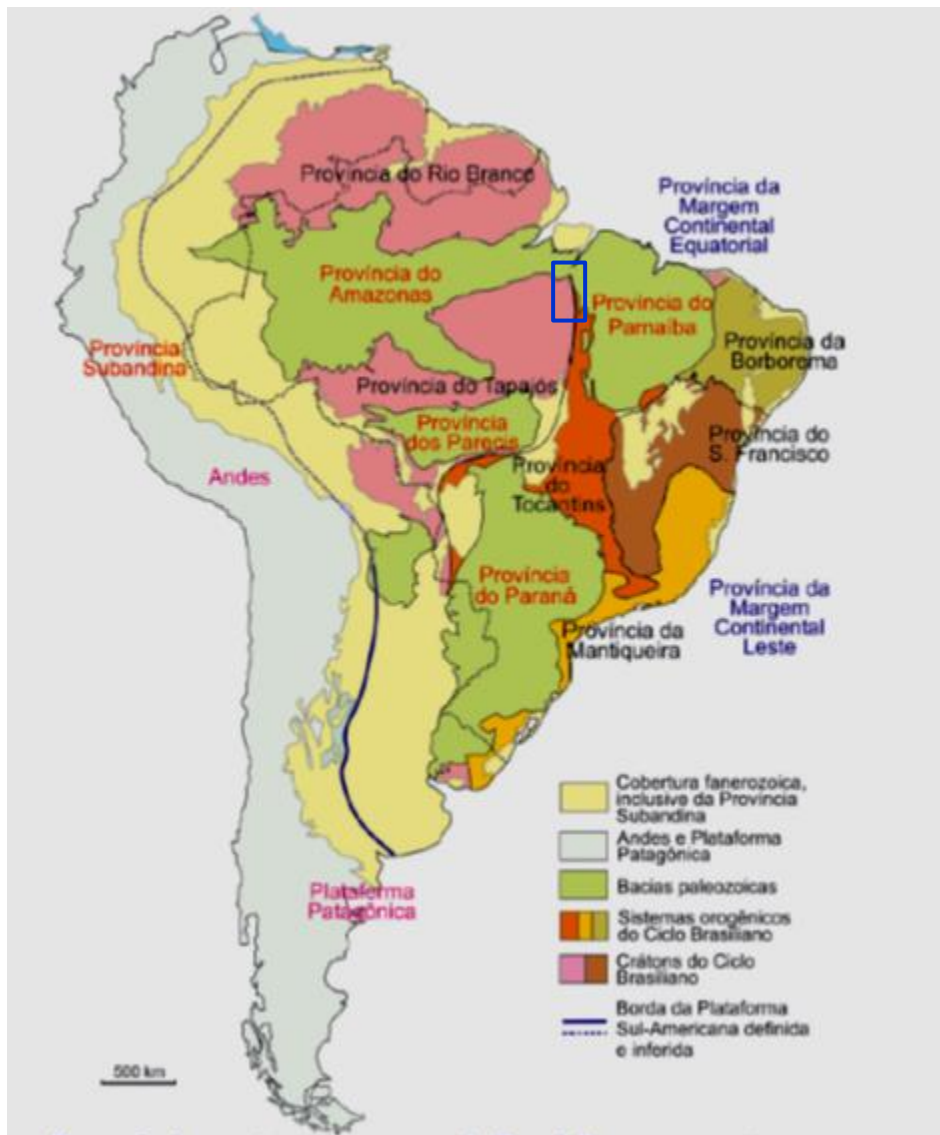 Província do Rio Branco
Província da
Margem
Continental
Equatorial
Província do
Amazonas
Província do
Parnaíba
Província da
Borborema
Província
Subandina
Província do Tapajós
Província
dos Parecis
Província do
S. Francisco
Província
do
Tocantins
Andes
Província
do Paraná
Província da
Margem
Continental
Leste
Província da
Mantiqueira
Cobertura fanerozoica,
inclusive da Província
Subandina
Andes e Plataforma
Patagônica
Plataforma
Patagônica
Bacias paleozoicas
Sistemas orogênicos
do Ciclo Brasiliano
Crátons do Ciclo
Brasiliano
Borda da Plataforma
Sul-Americana definida
e inferida
500 km